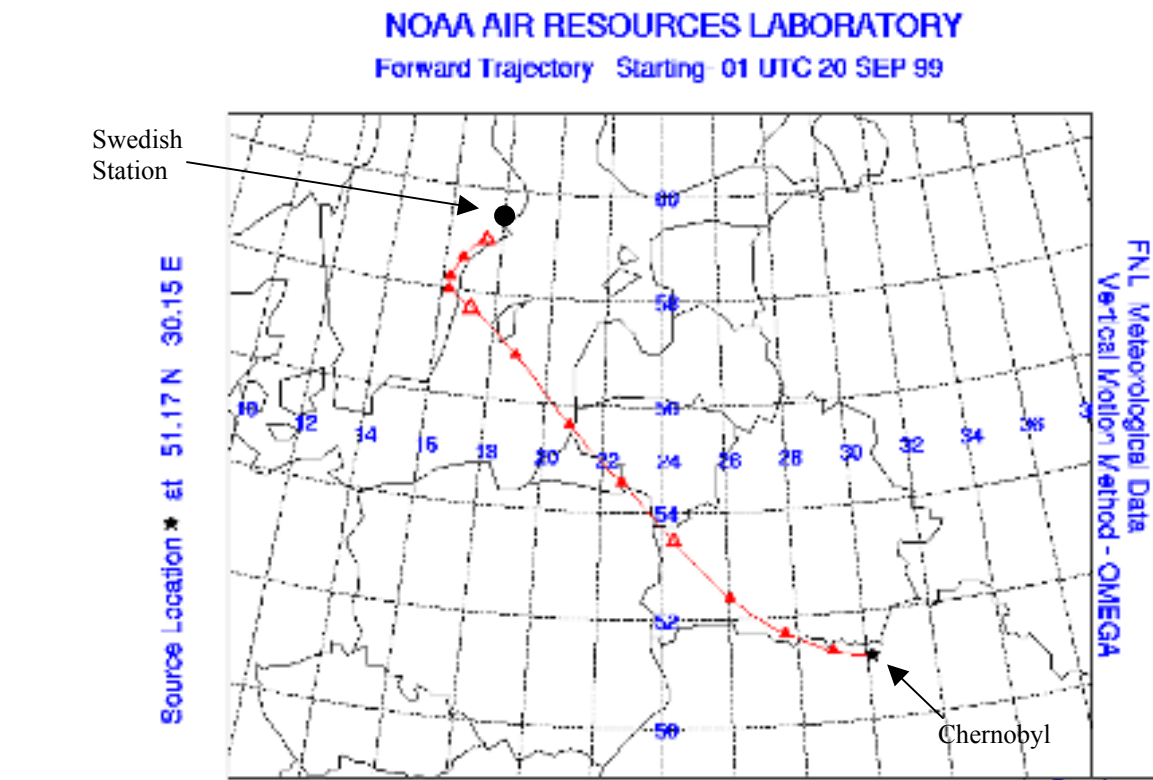 NOAA AIR RESOURCES LABORATORY
Forward Trajectory Starting- 01 UTC 20 SEP 99
Swedish
Station
Source Location ★ at 51.17 N 30.15 E
FNL Meteorological Data
Vertical Motion Method - OMEGA
60
58
56
10
12
14
16
18
20
22
24
26
28
30
32
34
36
54
52
50
Chernobyl